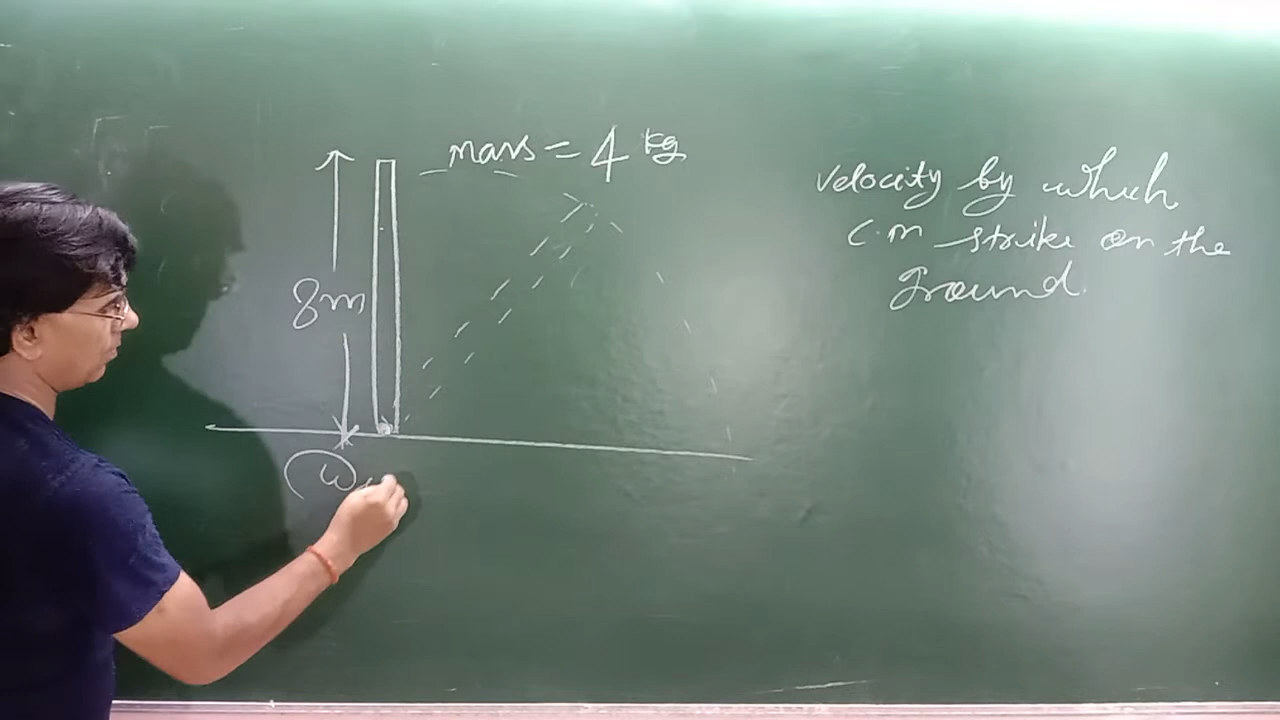 mass = 4 kg
8m
(W
velocity by which
C.m strike on the
ground.